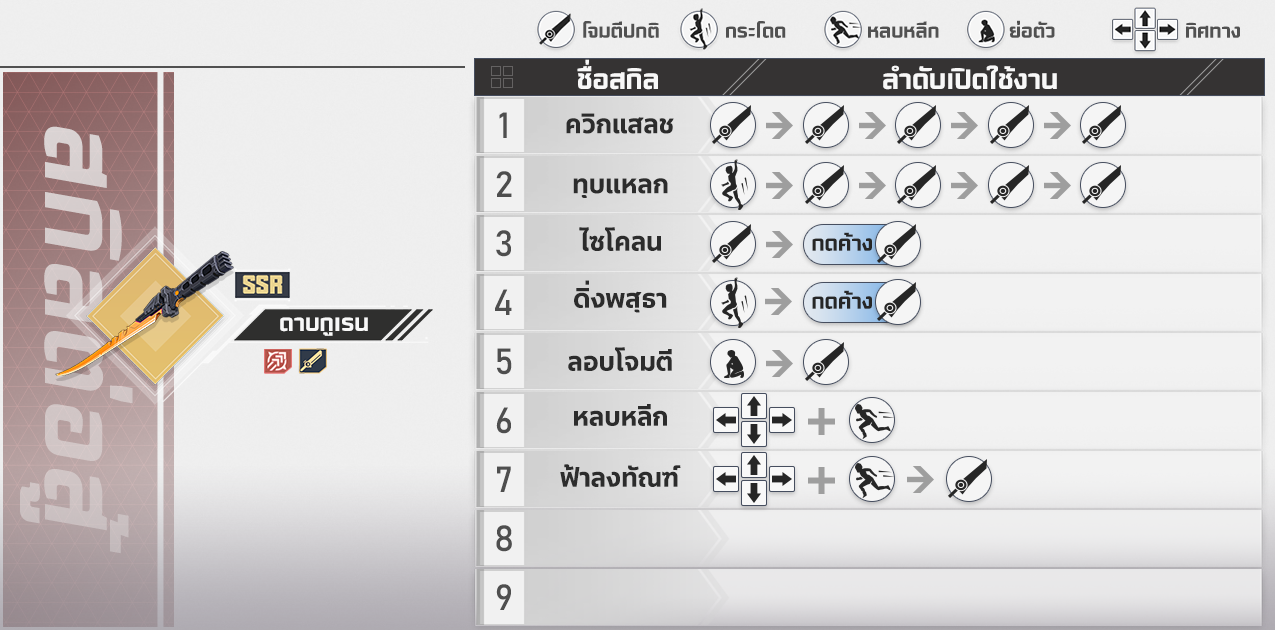 โจมตีปกติ กระโดด หลบหลีก ย่อตัว ทิศทาง
ชื่อสกิล ลำดับเปิดใช้งาน
สกิลต่อสู้
SSR
ดาบกูเรน
1 ควิกแสลช
2 ทุบแหลก
3 ไซโคลน กดค้าง
4 ดิ่งพสุธา กดค้าง
5 ลอบโจมตี
6 หลบหลีก
7 ฟ้าลงทัณฑ์
8
9